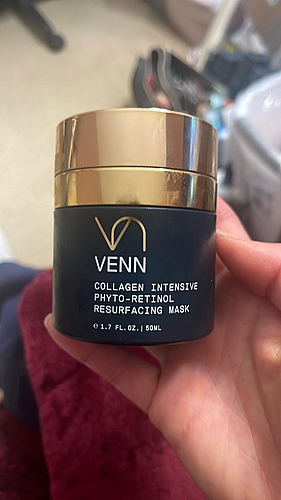 VENN
COLLAGEN INTENSIVE
PHYTO-RETINOL
RESURFACING MASK
℮ 1.7 FL.OZ.| 50ML